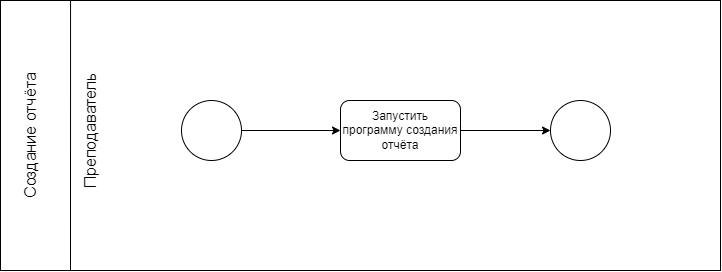 Создание отчёта
Преподаватель
Запустить
программу создания
отчёта